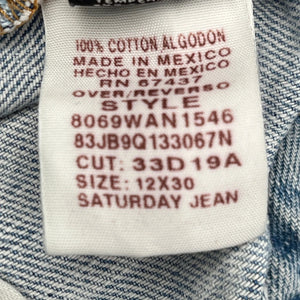 100% COTTON ALGODON
MADE IN MEXICO
HECHO EN MEXICO
RN 67437
OVER/REVERSO
STYLE
8069WAN1546
83JB9Q133067N
CUT: 33D19A
SIZE: 12X30
SATURDAY JEAN